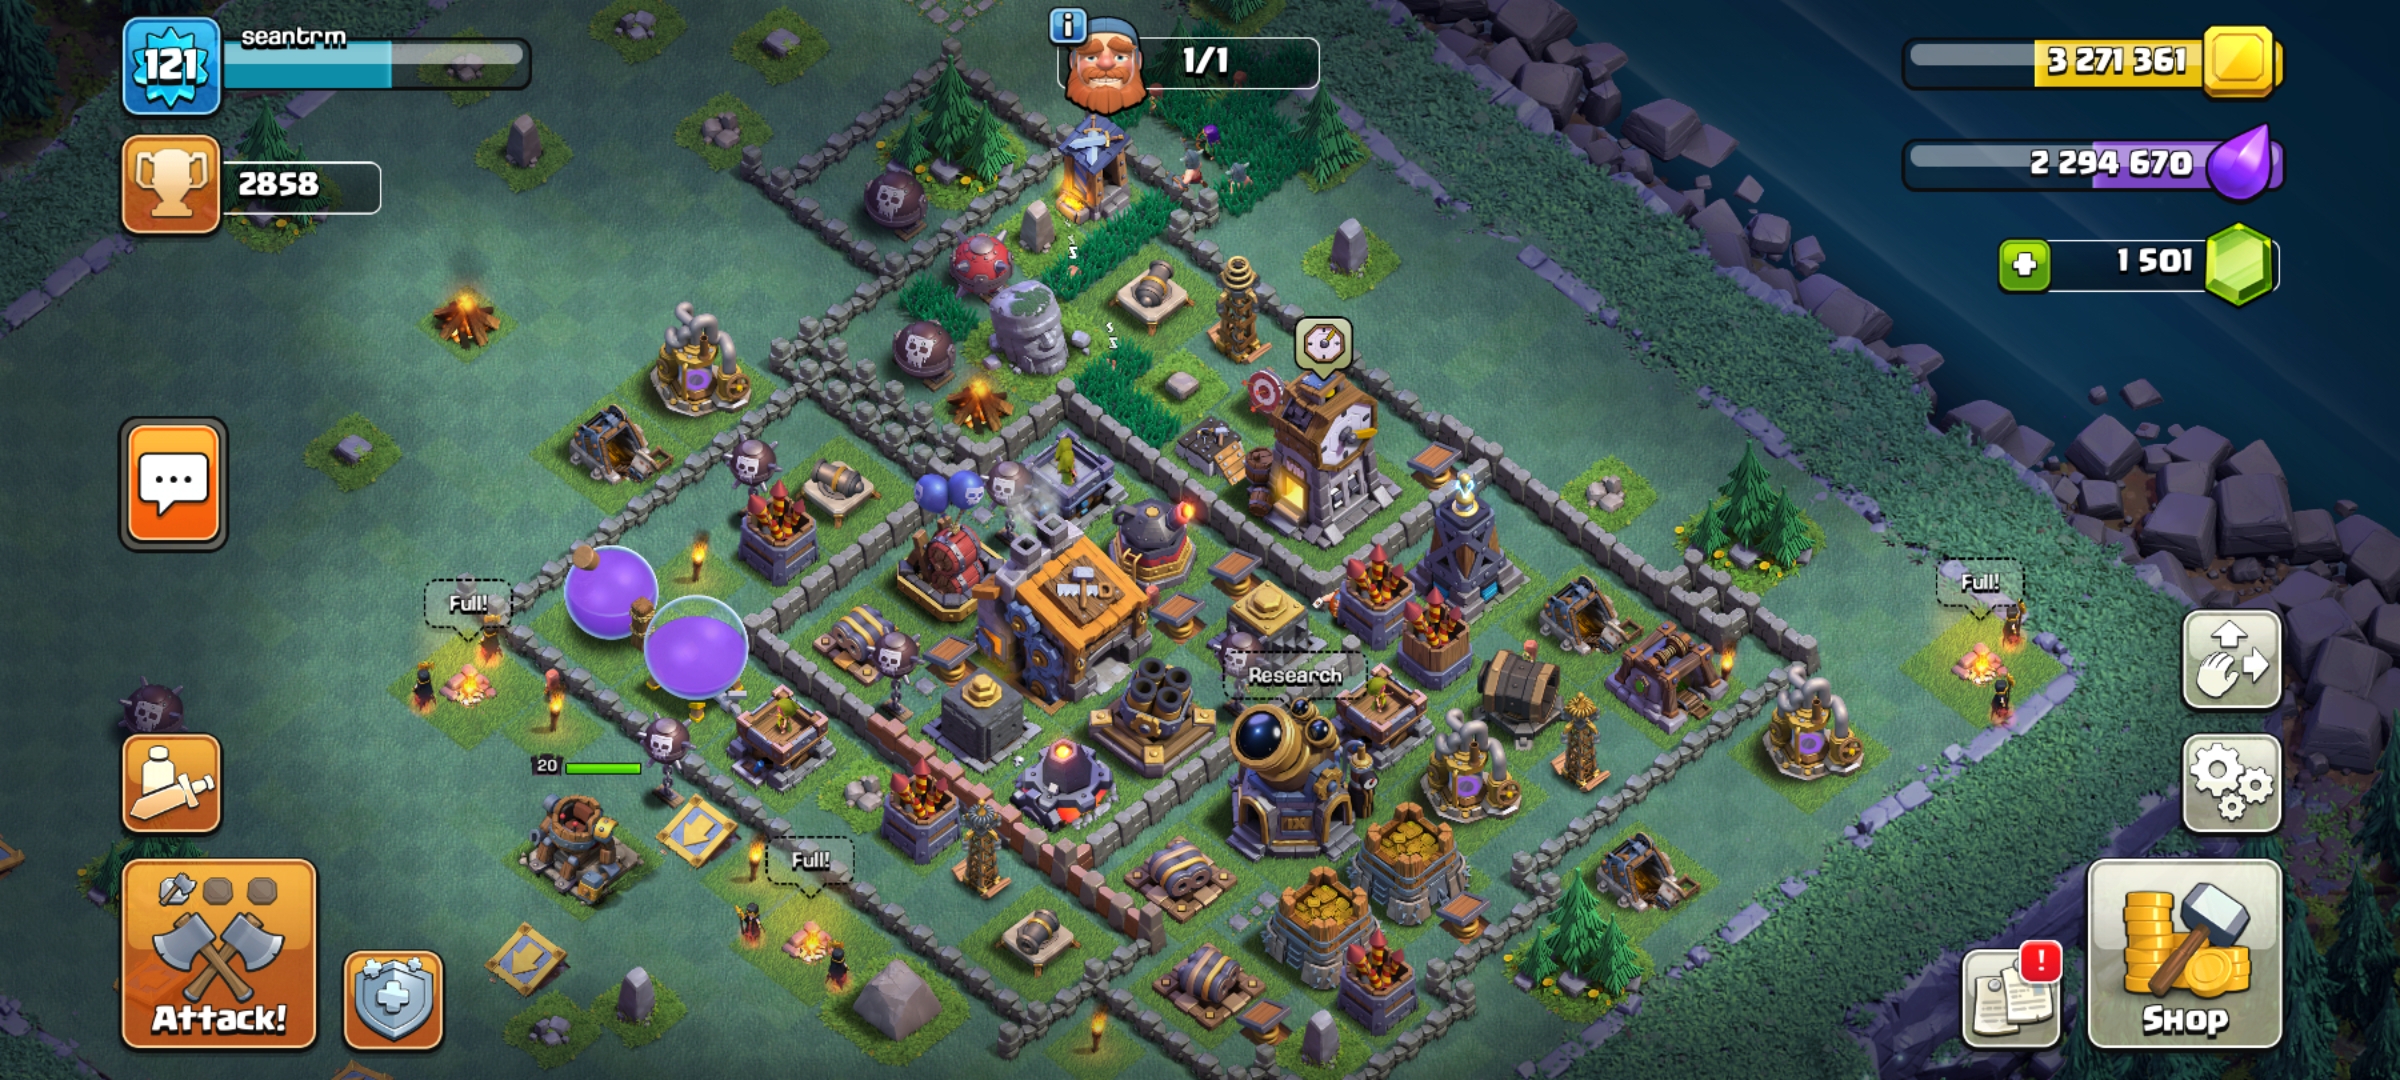 121
seantrm
i
1/1
3 271 361
2858
2 294 670
1 501
Full!
Full!
Research
20
Full!
IX
Attack!
!
Shop